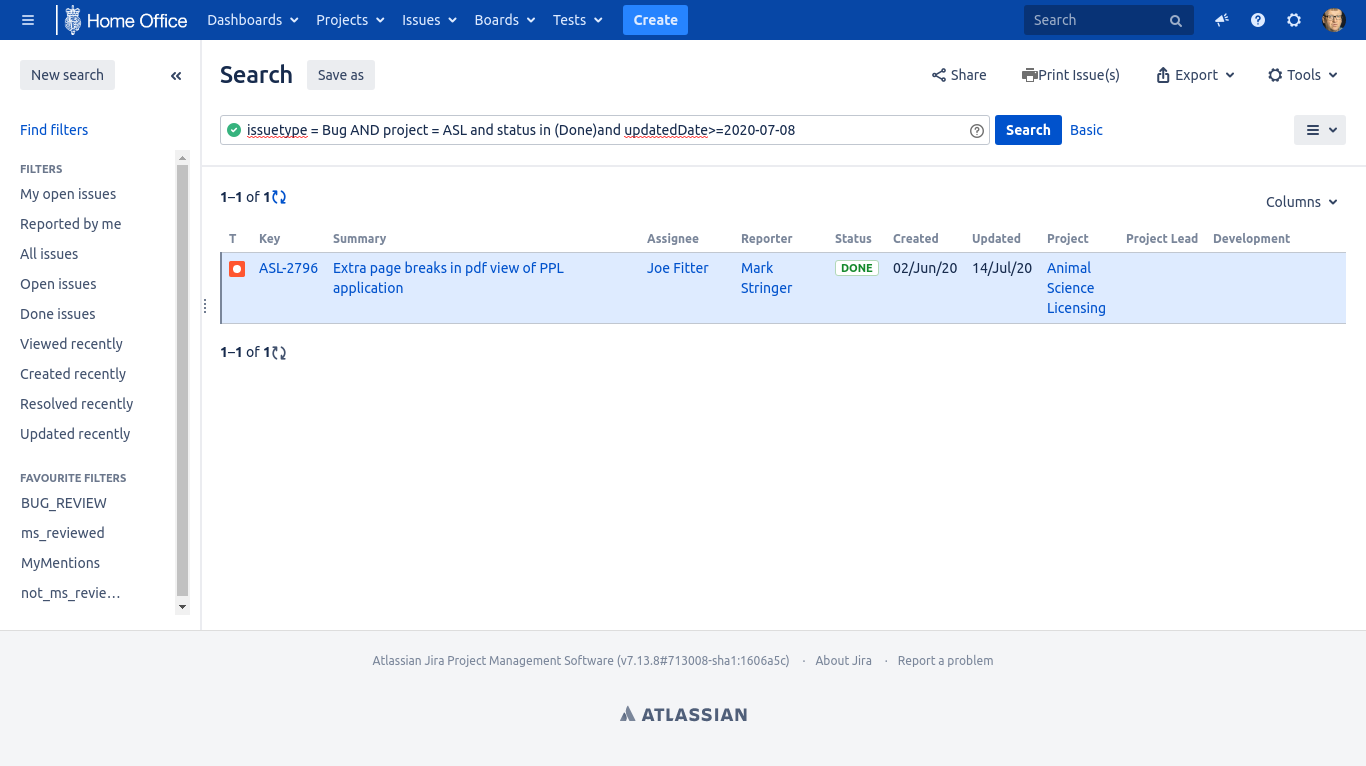 Home Office Dashboards Projects Issues Boards Tests Create Search
New search «
Search Save as Share Print Issue(s) Export Tools
Find filters
issuetype = Bug AND project = ASL and status in (Done)and updatedDate>=2020-07-08 Search Basic
FILTERS
My open issues
Reported by me
All issues
Open issues
Done issues
Viewed recently
Created recently
Resolved recently
Updated recently
FAVOURITE FILTERS
BUG_REVIEW
ms_reviewed
MyMentions
not_ms_revie…
1–1 of 1
Columns
T Key Summary Assignee Reporter Status Created Updated Project Project Lead Development
ASL-2796 Extra page breaks in pdf view of PPL Joe Fitter Mark DONE 02/Jun/20 14/Jul/20 Animal
application Stringer Science
Licensing
1–1 of 1
Atlassian Jira Project Management Software (v7.13.8#713008-sha1:1606a5c) · About Jira · Report a problem
ATLASSIAN